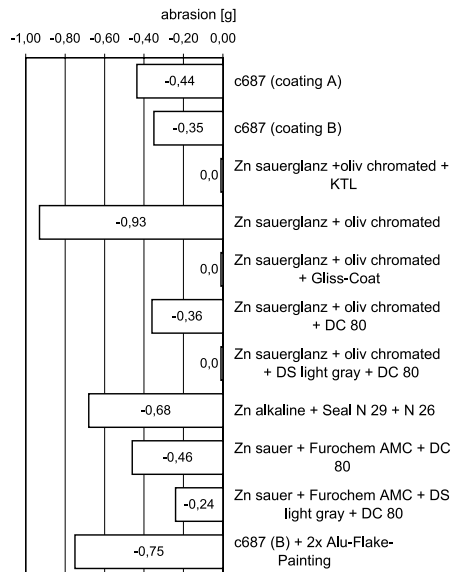 abrasion [g]
-1,00 -0,80 -0,60 -0,40 -0,20 0,00
-0,44 c687 (coating A)
-0,35 c687 (coating B)
Zn sauerglanz +oliv chromated +
0,0 KTL
-0,93 Zn sauerglanz + oliv chromated
Zn sauerglanz + oliv chromated
0,0 + Gliss-Coat
Zn sauerglanz + oliv chromated
-0,36 + DC 80
Zn sauerglanz + oliv chromated
0,0 + DS light gray + DC 80
-0,68 Zn alkaline + Seal N 29 + N 26
Zn sauer + Furochem AMC + DC
-0,46 80
Zn sauer + Furochem AMC + DS
-0,24 light gray + DC 80
c687 (B) + 2x Alu-Flake-
-0,75 Painting